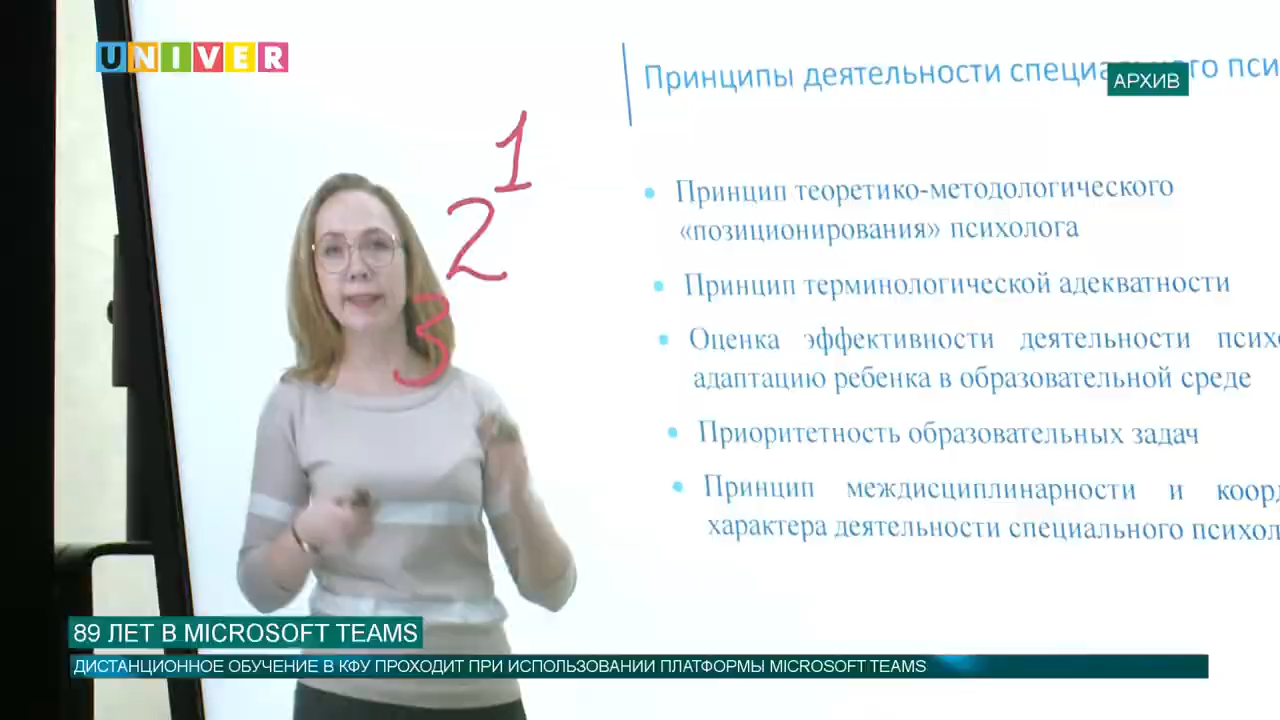 UNIVER
Принципы деятельности
АРХИВ
1
2
3
Принцип теоретико-методологического
«позиционирования» психолога
Принцип терминологической адекватности
Оценка эффективности деятельности
адаптацию ребенка в образовательной среде
Приоритетность образовательных задач
Принцип междисциплинарности и
характера деятельности специального
89 ЛЕТ В MICROSOFT TEAMS
ДИСТАНЦИОННОЕ ОБУЧЕНИЕ В КФУ ПРОХОДИТ ПРИ ИСПОЛЬЗОВАНИИ ПЛАТФОРМЫ MICROSOFT TEAMS